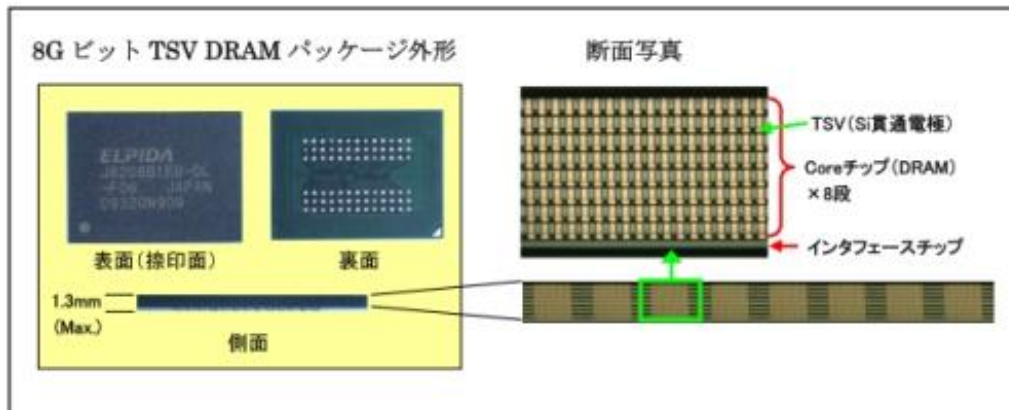 8G ビット TSV DRAM パッケージ外形
断面写真
ELPIDA
JAPAN
表面(捺印面)
裏面
1.3mm
(Max.)
側面
TSV(Si貫通電極)
Coreチップ(DRAM)
×8段
インタフェースチップ